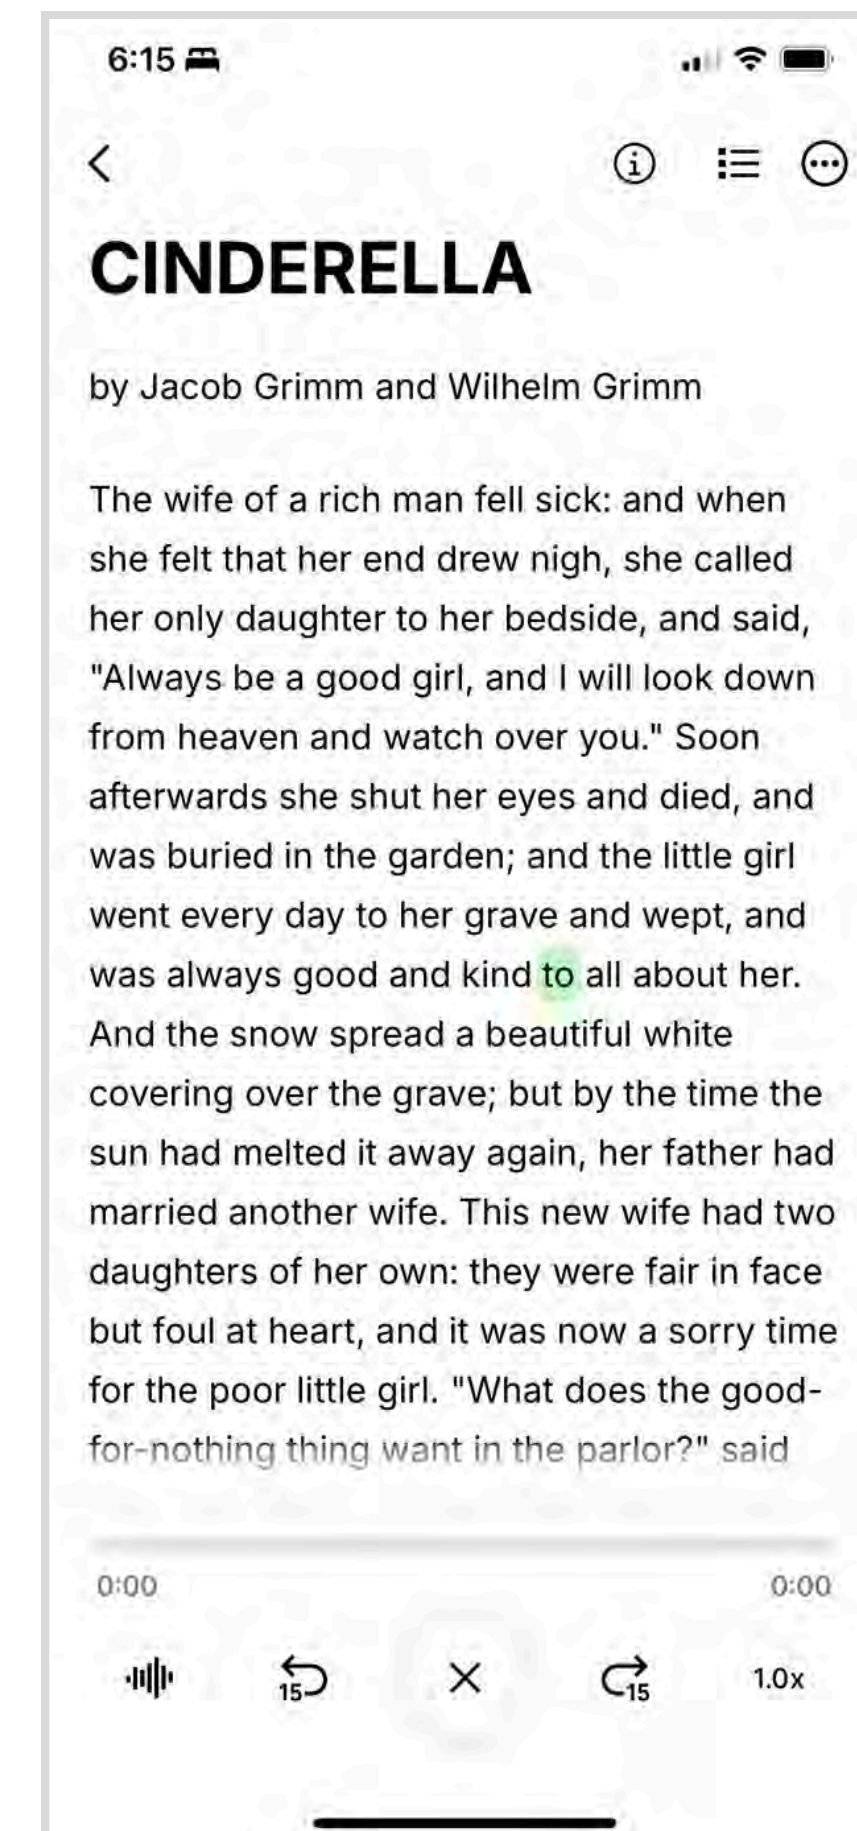 6:15
CINDERELLA
by Jacob Grimm and Wilhelm Grimm
The wife of a rich man fell sick: and when
she felt that her end drew nigh, she called
her only daughter to her bedside, and said,
"Always be a good girl, and I will look down
from heaven and watch over you." Soon
afterwards she shut her eyes and died, and
was buried in the garden; and the little girl
went every day to her grave and wept, and
was always good and kind to all about her.
And the snow spread a beautiful white
covering over the grave; but by the time the
sun had melted it away again, her father had
married another wife. This new wife had two
daughters of her own: they were fair in face
but foul at heart, and it was now a sorry time
for the poor little girl. "What does the good-
for-nothing thing want in the parlor?" said
0:00 0:00
15 15 1.0x